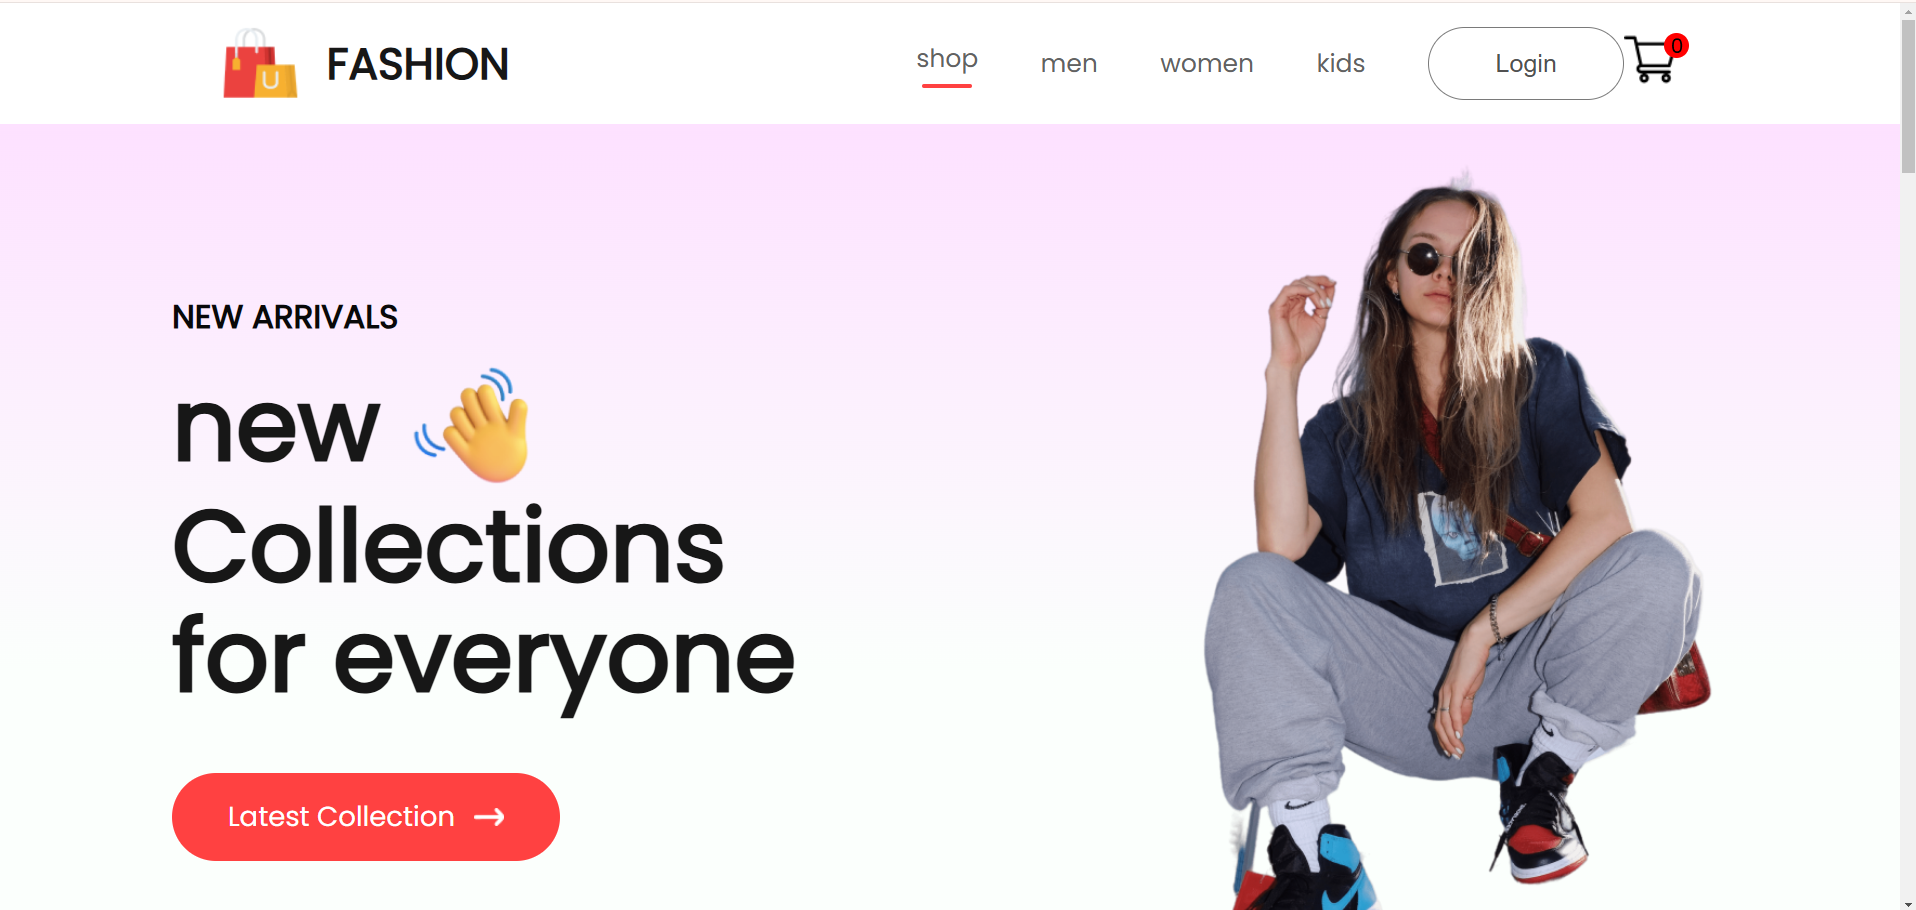 U
FASHION
shop
men
women
kids
Login
0
NEW ARRIVALS
new
Collections
for everyone
Latest Collection →